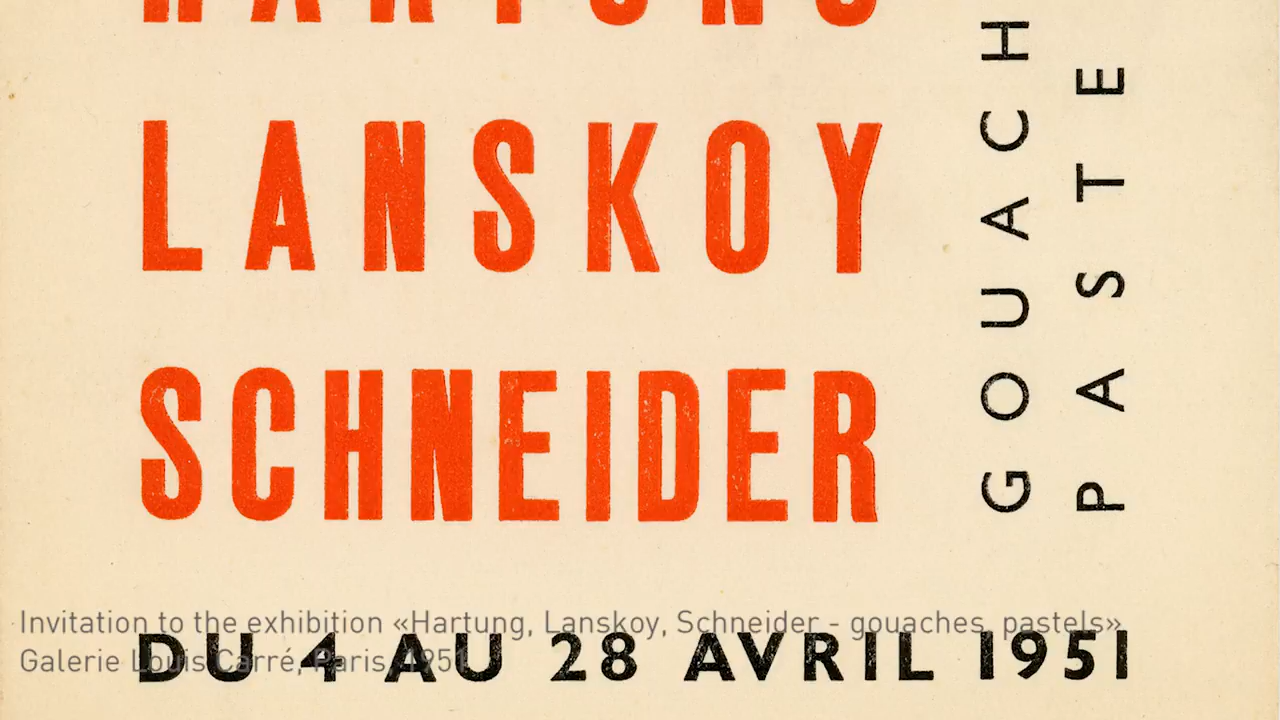 HARTUNG
LANSKOY
SCHNEIDER
GOUACH
PASTE
DU 4 AU 28 AVRIL 1951
Invitation to the exhibition «Hartung, Lanskoy, Schneider - gouaches, pastels»
Galerie Louis Carré, Paris, 1951